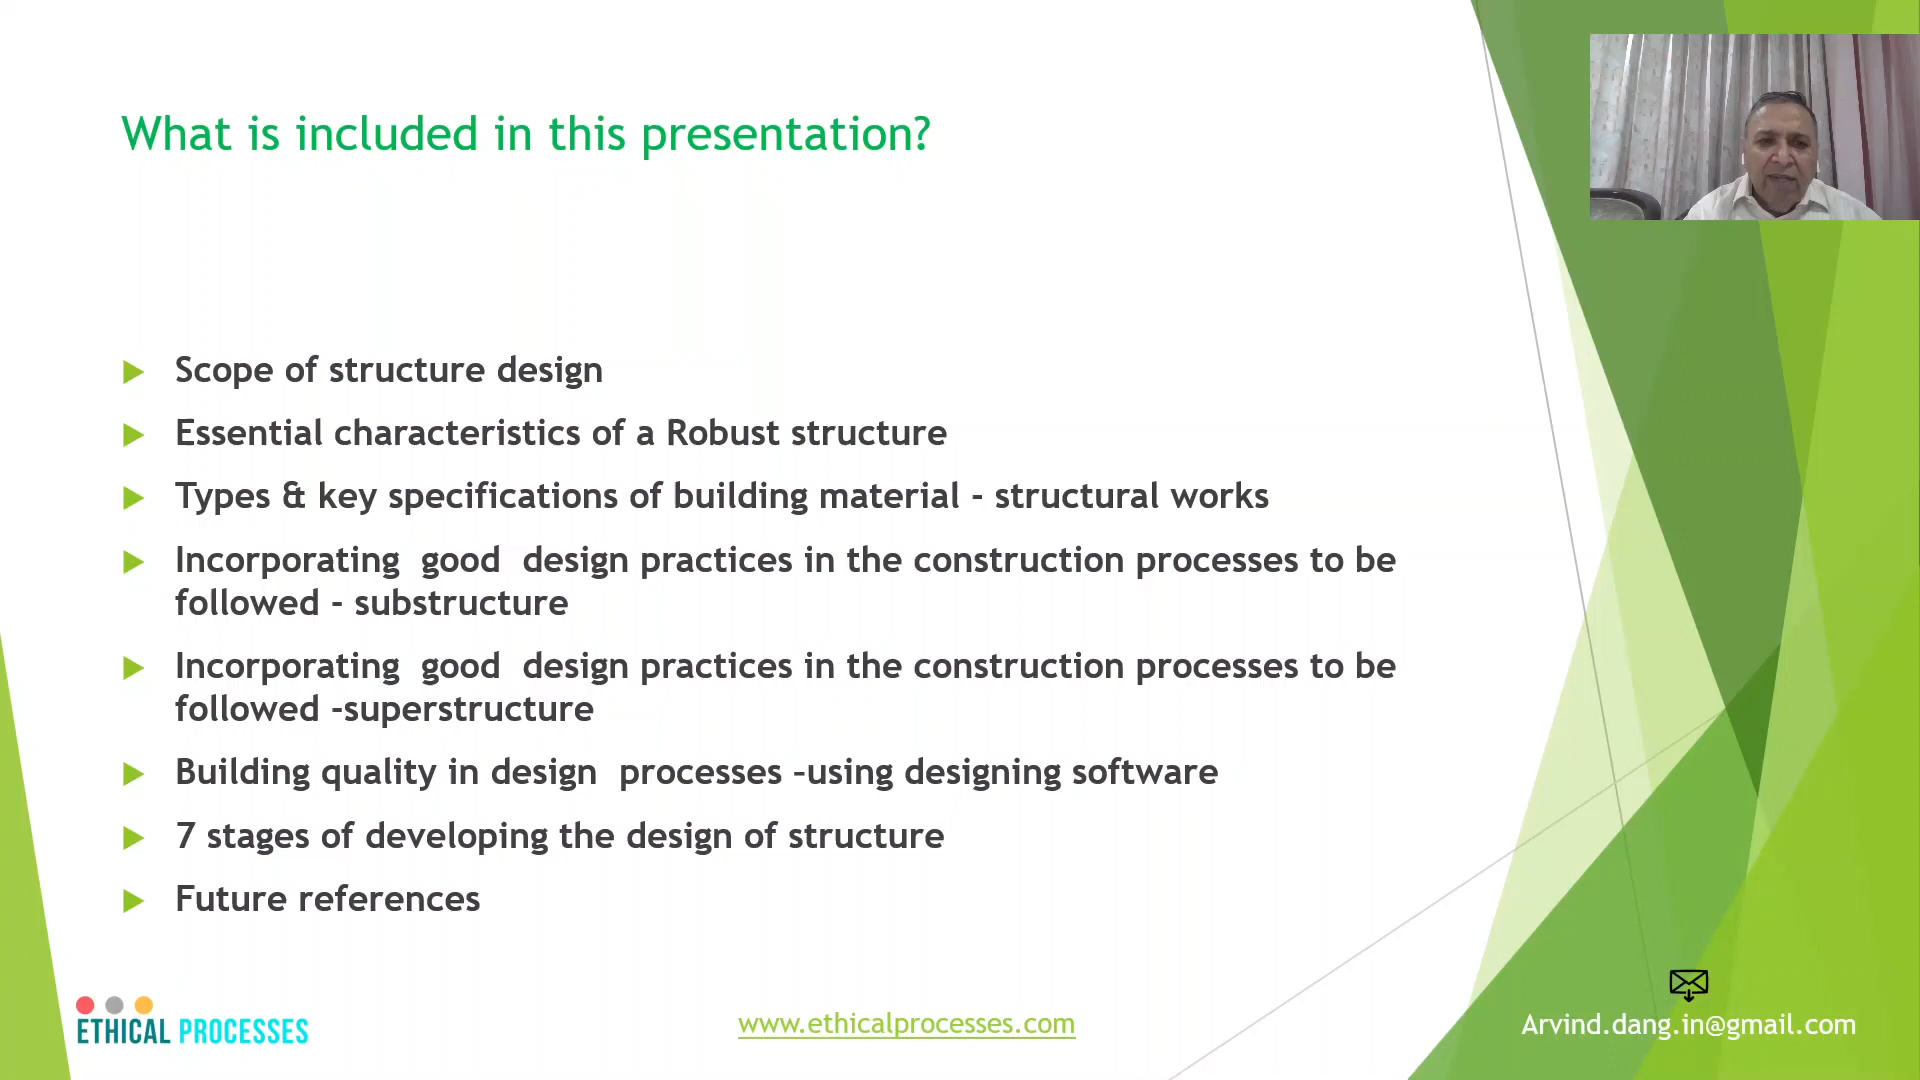 What is included in this presentation?
Scope of structure design
Essential characteristics of a Robust structure
Types & key specifications of building material - structural works
Incorporating  good  design practices in the construction processes to be
followed - substructure
Incorporating  good  design practices in the construction processes to be
followed -superstructure
Building quality in design  processes –using designing software
7 stages of developing the design of structure
Future references
ETHICAL PROCESSES
www.ethicalprocesses.com
Arvind.dang.in@gmail.com